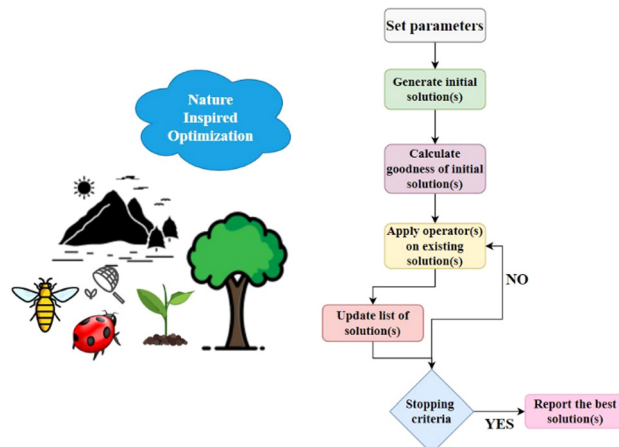 Nature
Inspired
Optimization
Set parameters
Generate initial
solution(s)
Calculate
goodness of initial
solution(s)
Apply operator(s)
on existing
solution(s)
NO
Update list of
solution(s)
Stopping
criteria
YES
Report the best
solution(s)